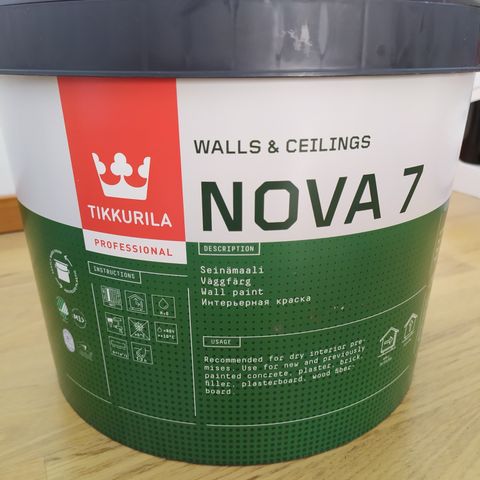 WALLS & CEILINGS
NOVA 7
TIKKURILA
PROFESSIONAL
DESCRIPTION
Seinämaali
Väggfärg
Wall paint
Интерьерная краска
INSTRUCTIONS
USAGE
Recommended for dry interior pre-
mises. Use for new and previously
painted concrete, plaster, brick,
filler, plasterboard, wood fiber-
board.